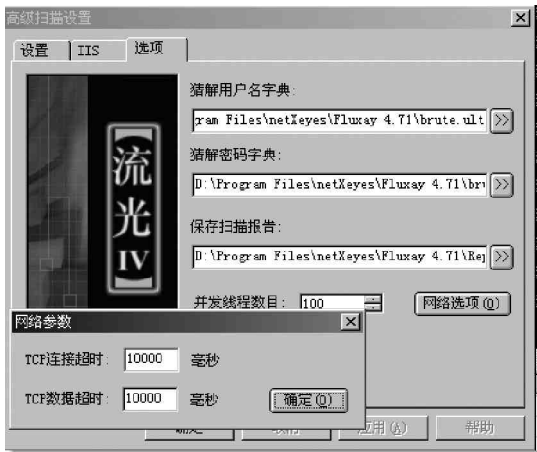 高级扫描设置
设置 IIS 选项
猜解用户名字典:
ram Files\netXeyes\Fluxay 4.71\brute.ult
猜解密码字典:
D:\Program Files\netXeyes\Fluxay 4.71\br
保存扫描报告:
D:\Program Files\netXeyes\Fluxay 4.71\Re
流光 IV
并发线程数目: 100 网络选项(O)
网络参数
TCP连接超时: 10000 毫秒
TCP数据超时: 10000 毫秒
确定(O)
应用(A) 帮助